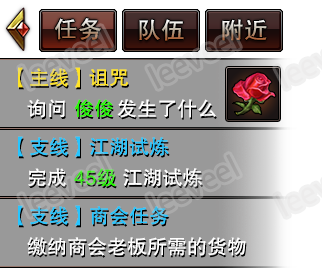 任务 队伍 附近
【主线】诅咒
询问 俊俊 发生了什么
【支线】江湖试炼
完成 45级 江湖试炼
【支线】商会任务
缴纳商会老板所需的货物
leeveel